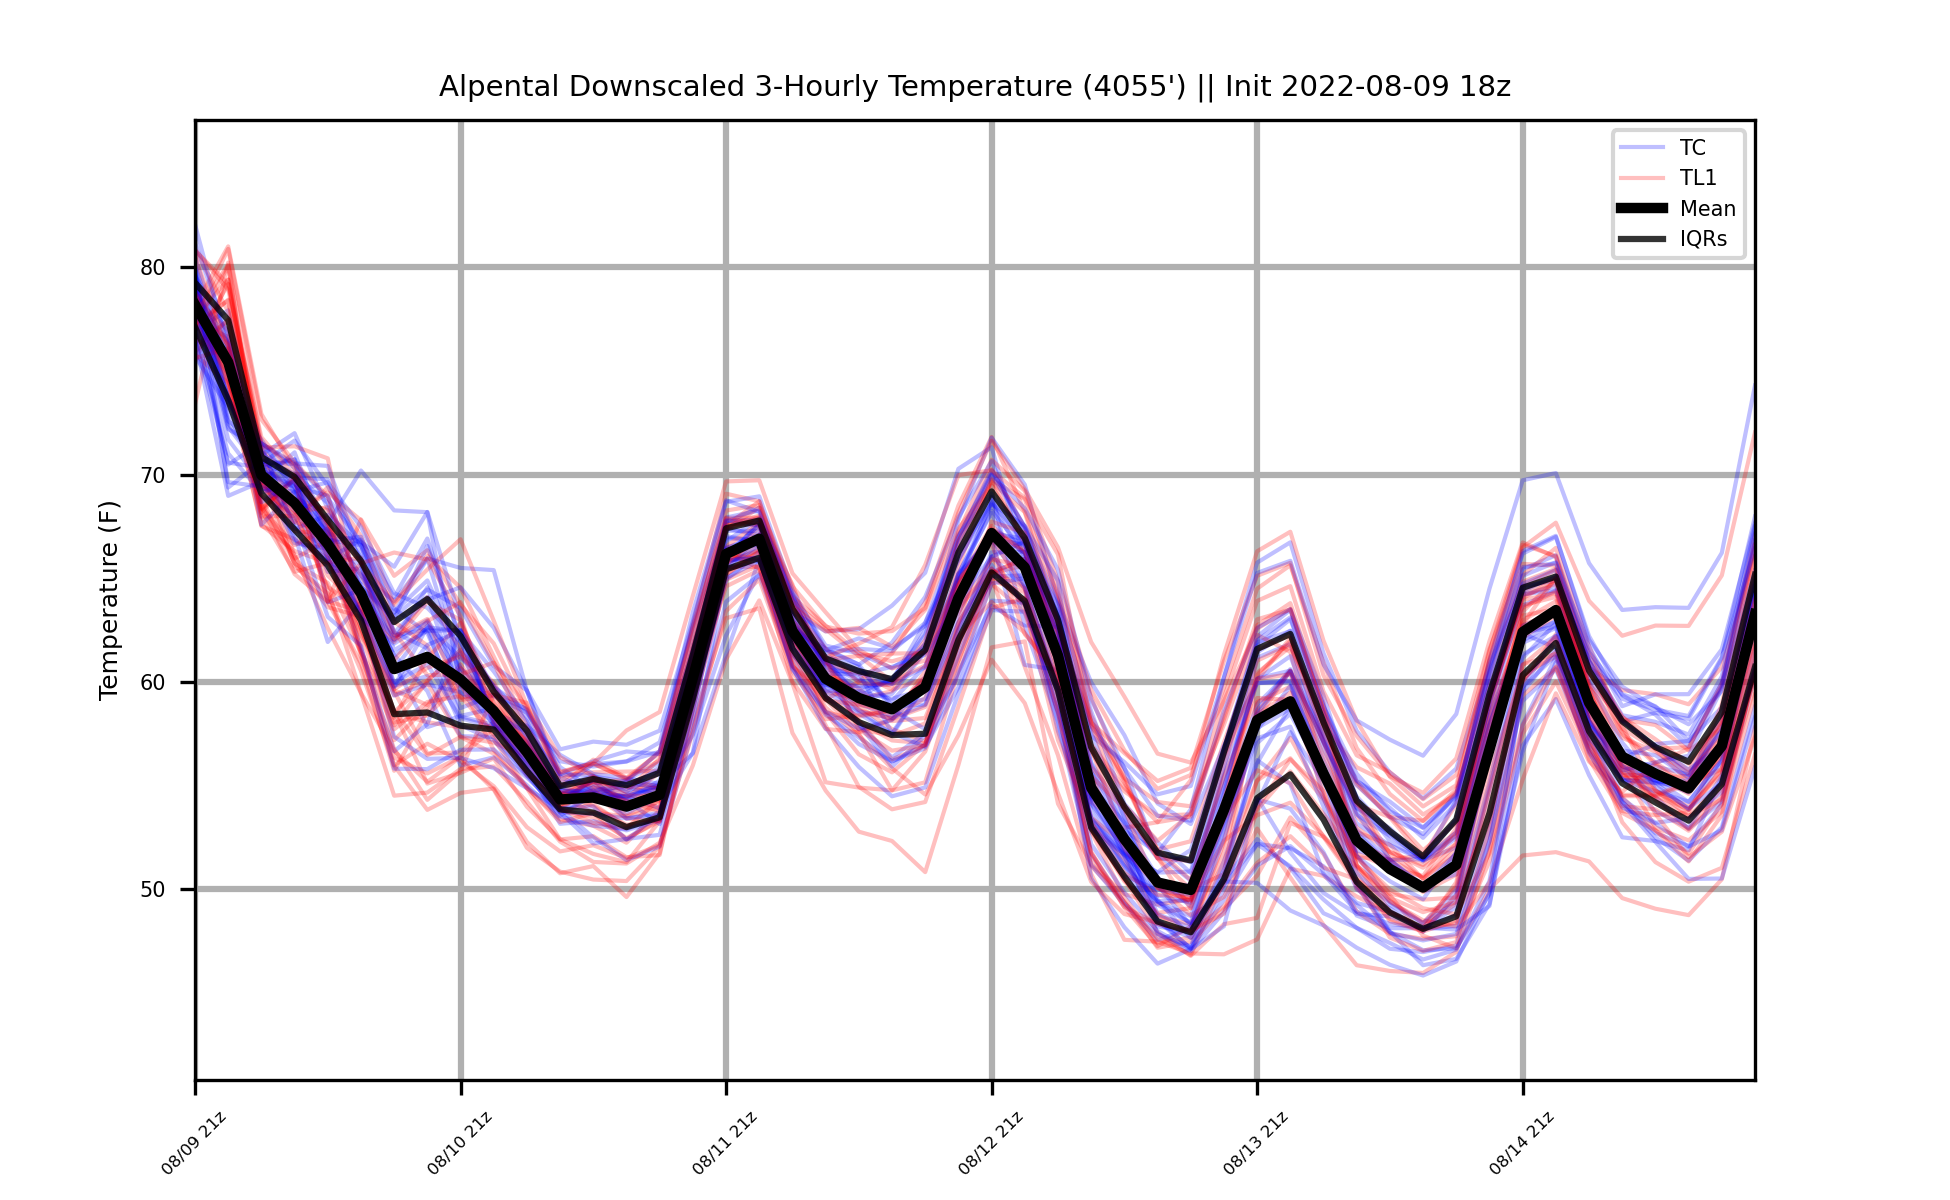 Alpental Downscaled 3-Hourly Temperature (4055') || Init 2022-08-09 18z
TC
TL1
Mean
IQRs
Temperature (F)
80
70
60
50
08/09 21z
08/10 21z
08/11 21z
08/12 21z
08/13 21z
08/14 21z